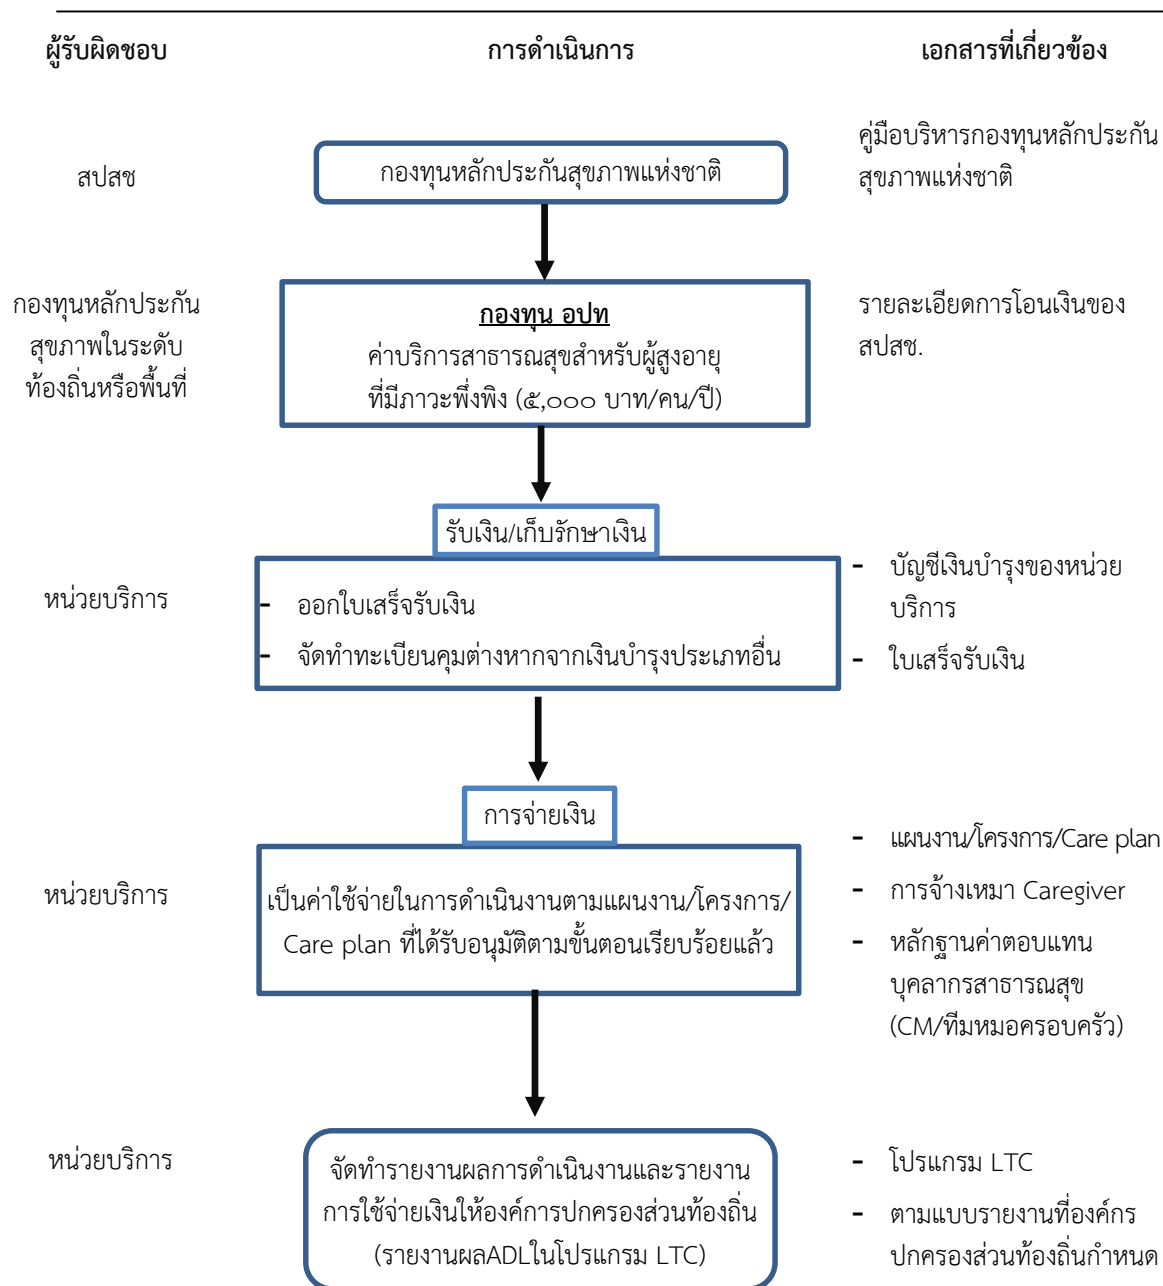 ผู้รับผิดชอบ
การดำเนินการ
เอกสารที่เกี่ยวข้อง
สปสช
กองทุนหลักประกันสุขภาพแห่งชาติ
คู่มือบริหารกองทุนหลักประกัน
สุขภาพแห่งชาติ
กองทุนหลักประกัน
สุขภาพในระดับ
ท้องถิ่นหรือพื้นที่
กองทุน อปท
ค่าบริการสาธารณสุขสำหรับผู้สูงอายุ
ที่มีภาวะพึ่งพิง (๕,๐๐๐ บาท/คน/ปี)
รายละเอียดการโอนเงินของ
สปสช.
รับเงิน/เก็บรักษาเงิน
หน่วยบริการ
- ออกใบเสร็จรับเงิน
- จัดทำทะเบียนคุมต่างหากจากเงินบำรุงประเภทอื่น
- บัญชีเงินบำรุงของหน่วย
บริการ
- ใบเสร็จรับเงิน
การจ่ายเงิน
หน่วยบริการ
เป็นค่าใช้จ่ายในการดำเนินงานตามแผนงาน/โครงการ/
Care plan ที่ได้รับอนุมัติตามขั้นตอนเรียบร้อยแล้ว
- แผนงาน/โครงการ/Care plan
- การจ้างเหมา Caregiver
- หลักฐานค่าตอบแทน
บุคลากรสาธารณสุข
(CM/ทีมหมอครอบครัว)
หน่วยบริการ
จัดทำรายงานผลการดำเนินงานและรายงาน
การใช้จ่ายเงินให้องค์การปกครองส่วนท้องถิ่น
(รายงานผลADLในโปรแกรม LTC)
- โปรแกรม LTC
- ตามแบบรายงานที่องค์กร
ปกครองส่วนท้องถิ่นกำหนด